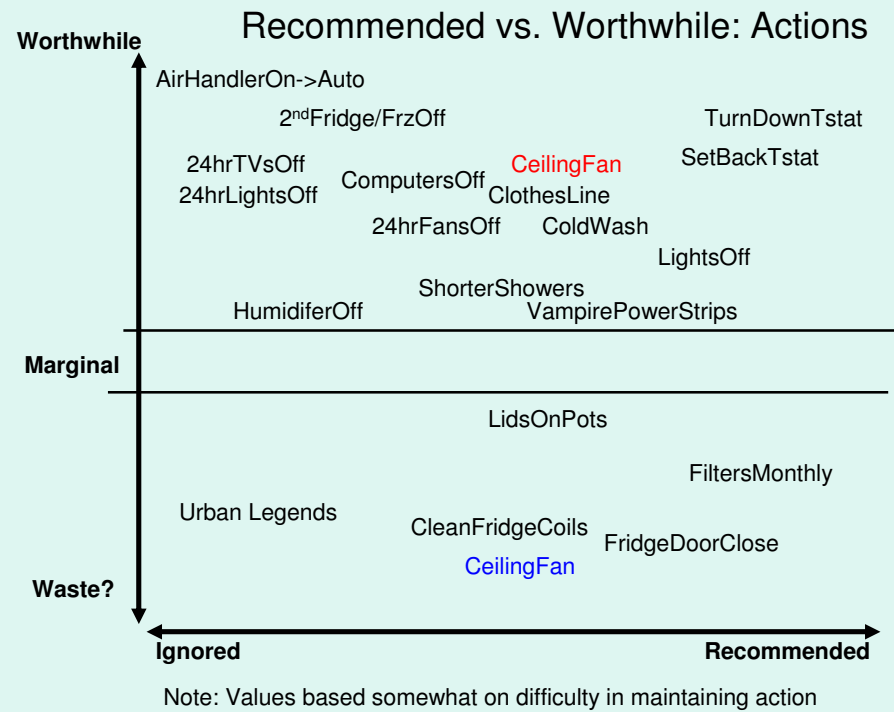 Recommended vs. Worthwhile: Actions
Worthwhile
AirHandlerOn->Auto
2ndFridge/FrzOff
TurnDownTstat
24hrTVsOff
CeilingFan
SetBackTstat
ComputersOff
24hrLightsOff
ClothesLine
24hrFansOff
ColdWash
LightsOff
ShorterShowers
HumidiferOff
VampirePowerStrips
Marginal
LidsOnPots
FiltersMonthly
Urban Legends
CleanFridgeCoils
FridgeDoorClose
CeilingFan
Waste?
Ignored
Recommended
Note: Values based somewhat on difficulty in maintaining action